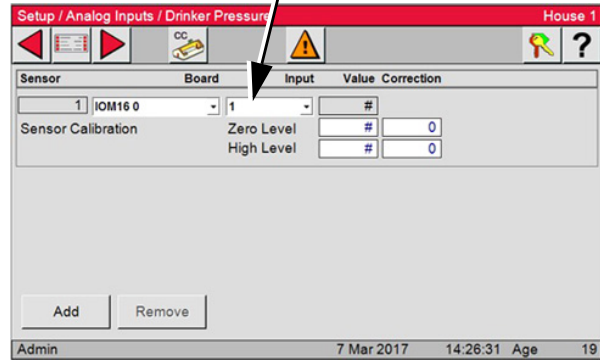 Setup / Analog Inputs / Drinker Pressure House 1
CC
?
Sensor Board Input Value Correction
1 IOM16 0 1 #
Sensor Calibration Zero Level # 0
High Level # 0
Add Remove
Admin 7 Mar 2017 14:26:31 Age 19